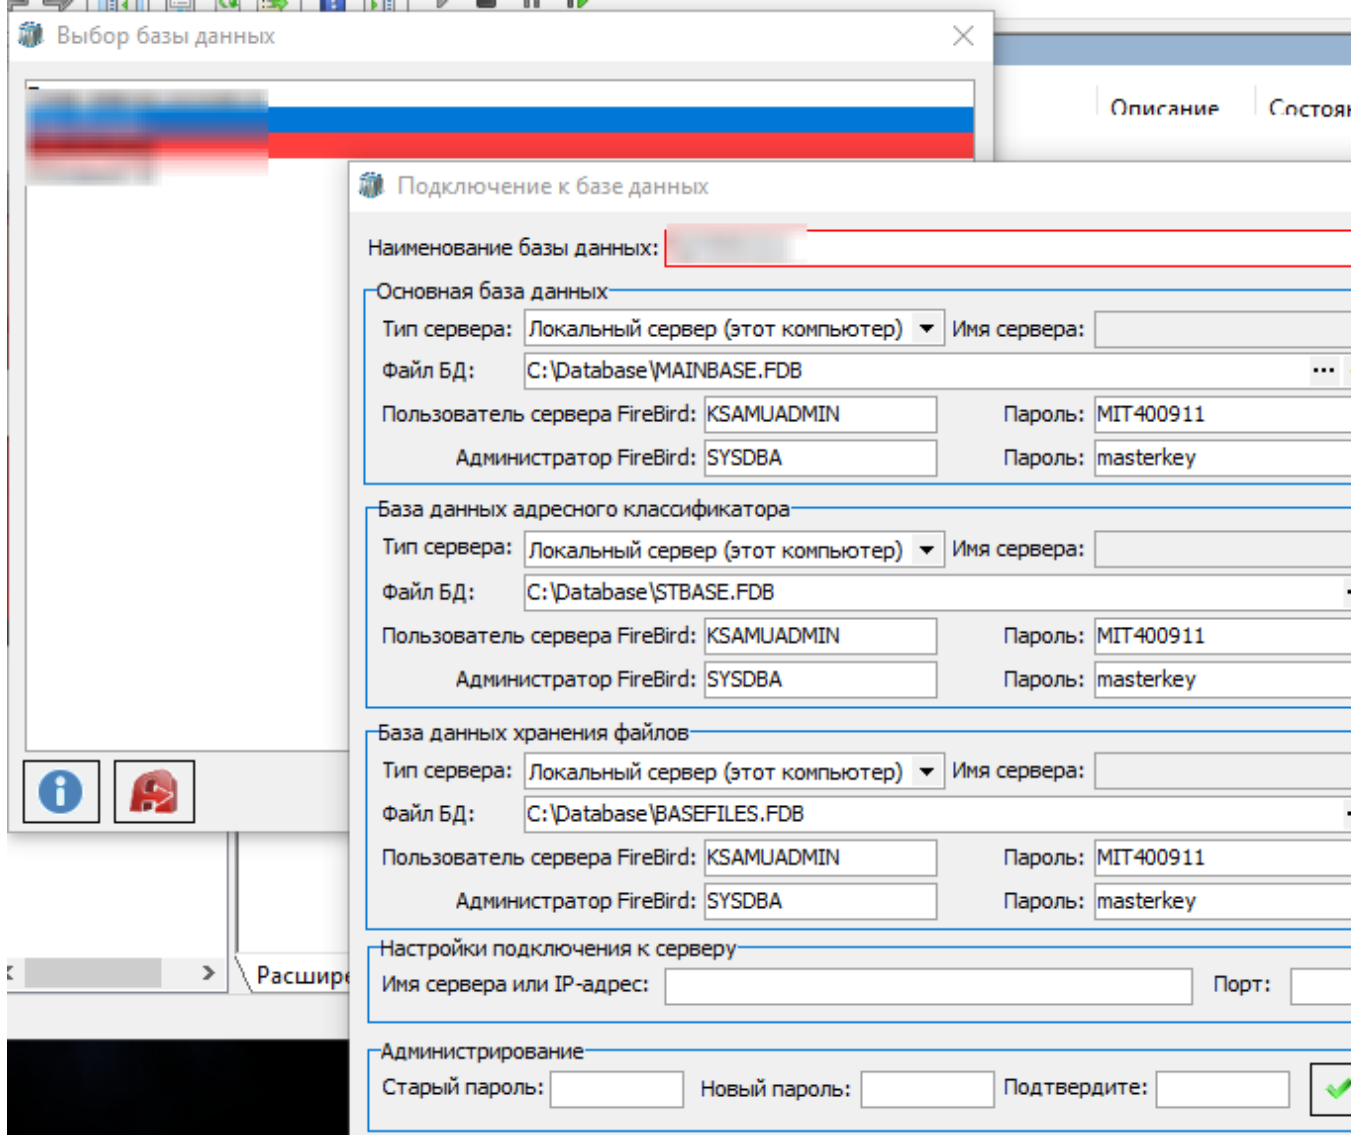 Выбор базы данных
Описание
Подключение к базе данных
Наименование базы данных:
Основная база данных
Тип сервера: Локальный сервер (этот компьютер) Имя сервера:
Файл БД: C:\Database\MAINBASE.FDB ...
Пользователь сервера FireBird: KSAMUADMIN Пароль: MIT400911
Администратор FireBird: SYSDBA Пароль: masterkey
База данных адресного классификатора
Тип сервера: Локальный сервер (этот компьютер) Имя сервера:
Файл БД: C:\Database\STBASE.FDB
Пользователь сервера FireBird: KSAMUADMIN Пароль: MIT400911
Администратор FireBird: SYSDBA Пароль: masterkey
База данных хранения файлов
Тип сервера: Локальный сервер (этот компьютер) Имя сервера:
Файл БД: C:\Database\BASEFILES.FDB
Пользователь сервера FireBird: KSAMUADMIN Пароль: MIT400911
Администратор FireBird: SYSDBA Пароль: masterkey
Настройки подключения к серверу
Имя сервера или IP-адрес: Порт:
Расшире
Администрирование
Старый пароль: Новый пароль: Подтвердите: